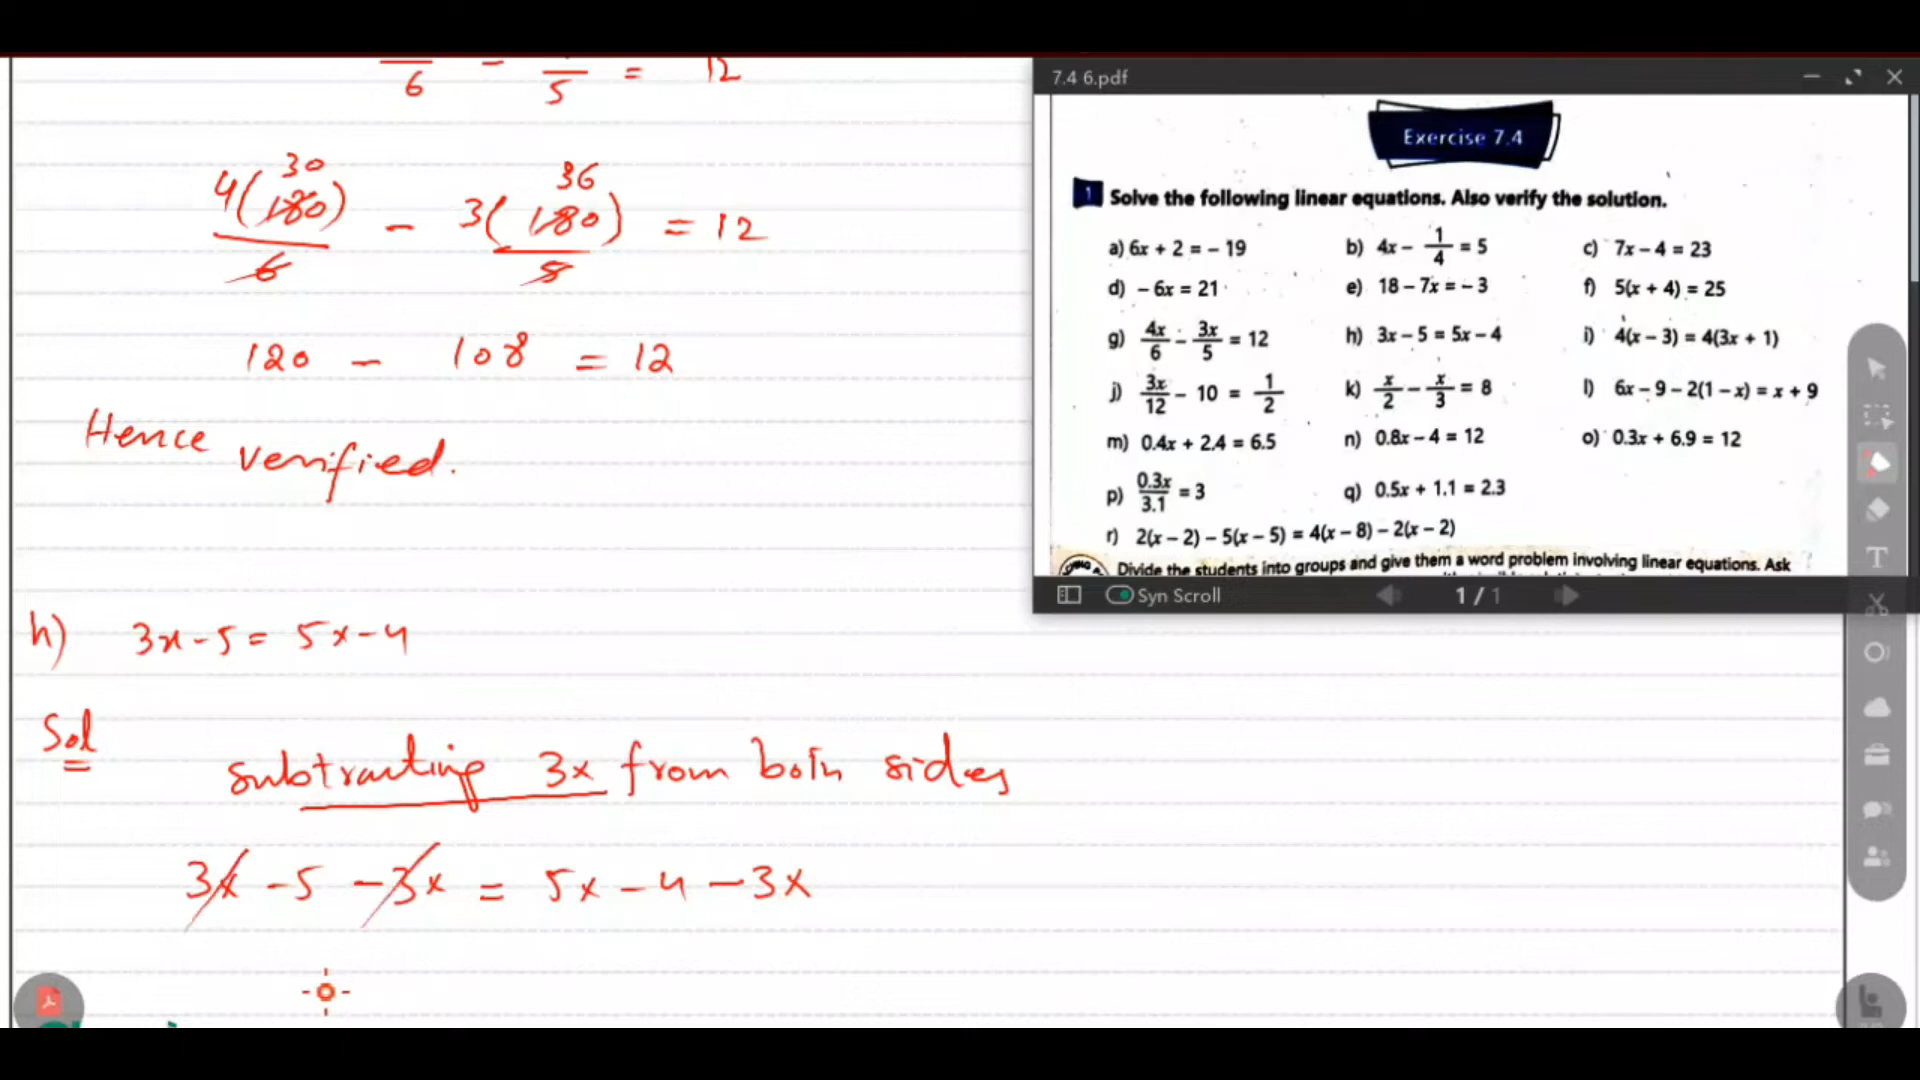 6 - 5 = 12
30 36
4(180) - 3(180) = 12
6 5
120 - 108 = 12
Hence verified.
h) 3x-5 = 5x-4
Sol
subtracting 3x from both sides
3x -5 -3x = 5x -4 -3x
7.4 6.pdf
Exercise 7.4
1 Solve the following linear equations. Also verify the solution.
a) 6x + 2 = – 19 b) 4x – 1/4 = 5 c) 7x – 4 = 23
d) – 6x = 21 e) 18 – 7x = – 3 f) 5(x + 4) = 25
g) 4x/6 – 3x/5 = 12 h) 3x – 5 = 5x – 4 i) 4(x – 3) = 4(3x + 1)
j) 3x/12 – 10 = 1/2 k) x/2 – x/3 = 8 l) 6x – 9 – 2(1 – x) = x + 9
m) 0.4x + 2.4 = 6.5 n) 0.8x – 4 = 12 o) 0.3x + 6.9 = 12
p) 0.3x/3.1 = 3 q) 0.5x + 1.1 = 2.3
r) 2(x – 2) – 5(x – 5) = 4(x – 8) – 2(x – 2)
Divide the students into groups and give them a word problem involving linear equations. Ask
Syn Scroll 1 / 1
T